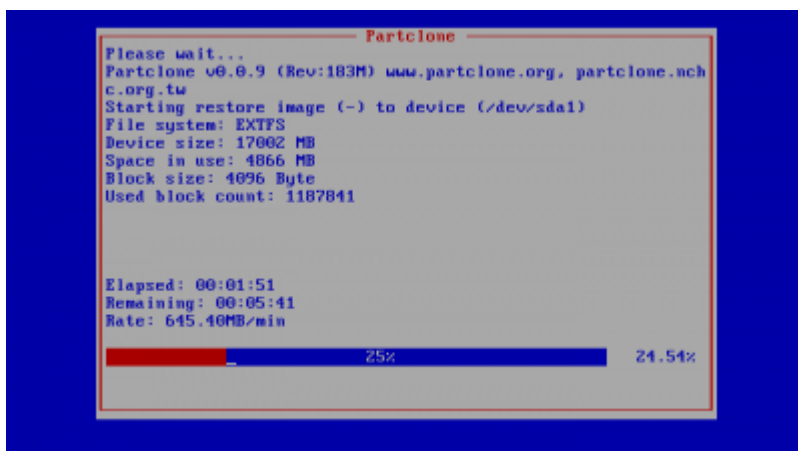 Partclone
Please wait...
Partclone v0.0.9 (Rev:183M) www.partclone.org, partclone.nch
c.org.tw
Starting restore image (-) to device (/dev/sda1)
File system: EXTFS
Device size: 17002 MB
Space in use: 4866 MB
Block size: 4096 Byte
Used block count: 1187841
Elapsed: 00:01:51
Remaining: 00:05:41
Rate: 645.40MB/min
25% 24.54%